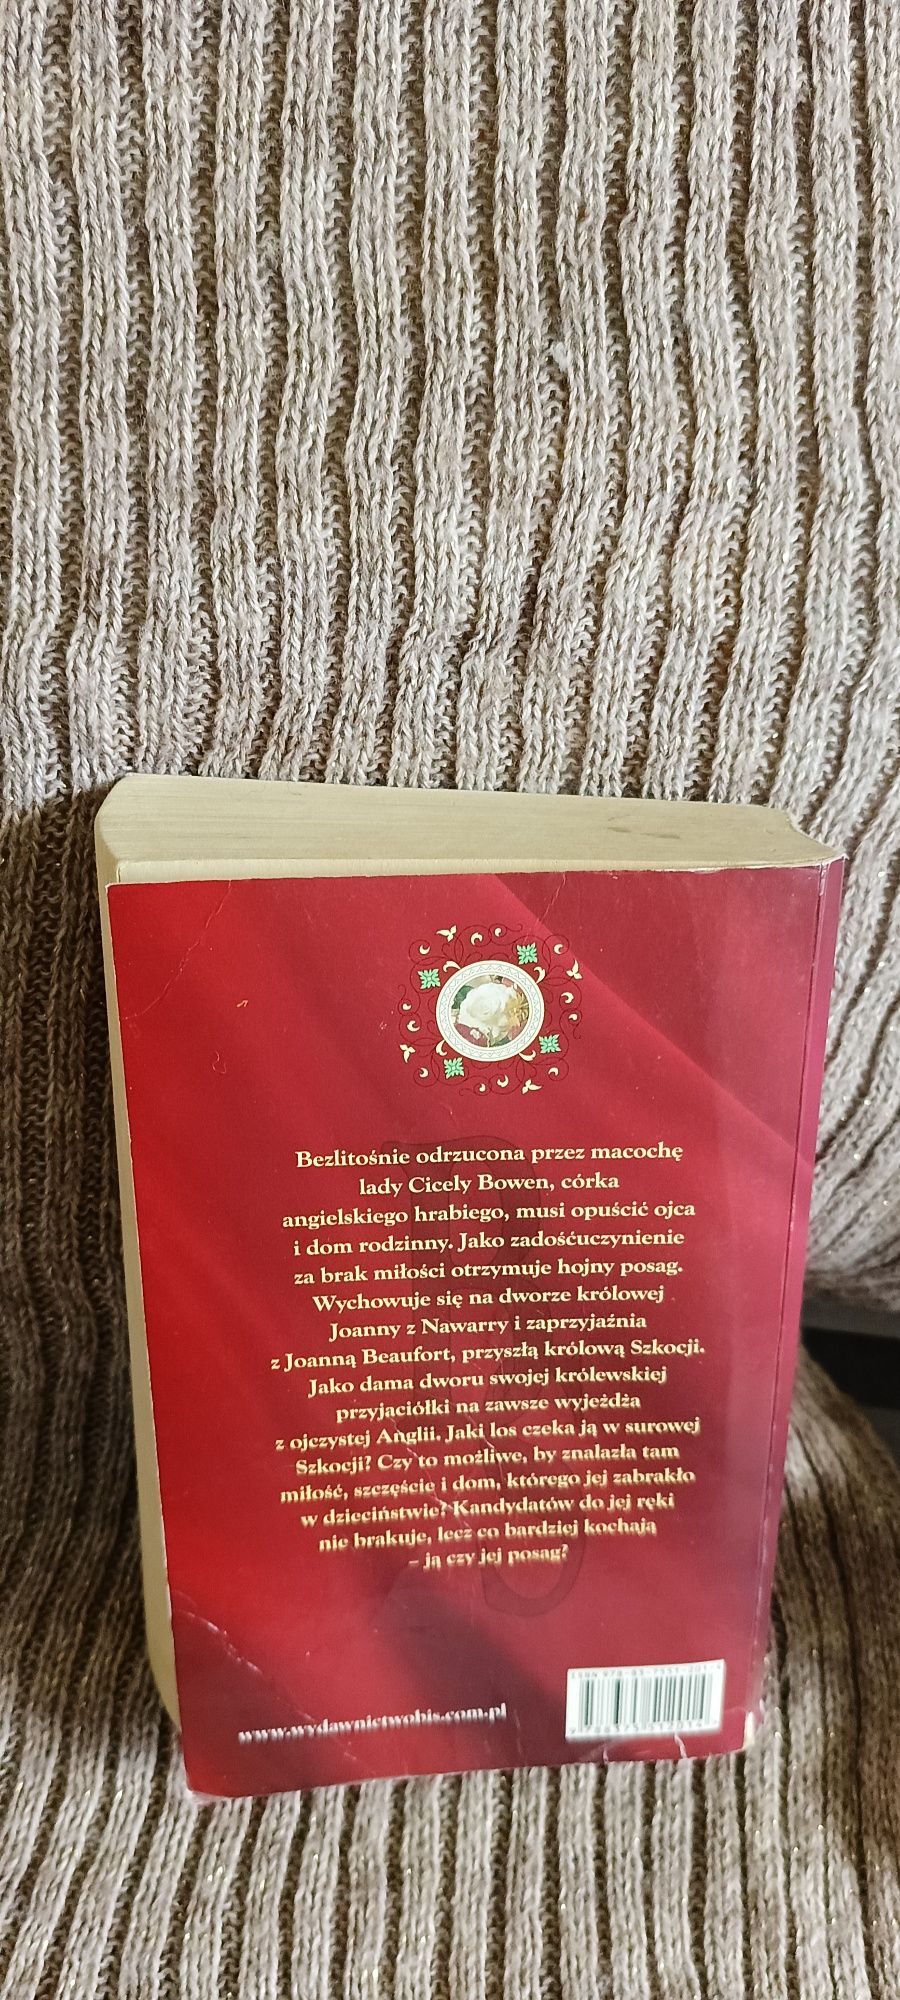 Bezlitośnie odrzucona przez macochę
lady Cicely Bowen, córka
angielskiego hrabiego, musi opuścić ojca
i dom rodzinny. Jako zadośćuczynienie
za brak miłości otrzymuje hojny posag.
Wychowuje się na dworze królowej
Joanny z Nawarry i zaprzyjaźnia
z Joanną Beaufort, przyszłą królową Szkocji.
Jako dama dworu swojej królewskiej
przyjaciółki na zawsze wyjeżdża
z ojczystej Anglii. Jaki los czeka ją w surowej
Szkocji? Czy to możliwe, by znalazła tam
miłość, szczęście i dom, którego jej zabrakło
w dzieciństwie? Kandydatów do jej ręki
nie brakuje, lecz co bardziej kochają
– ją czy jej posag?
www.wydawnictwobis.com.pl
ISBN